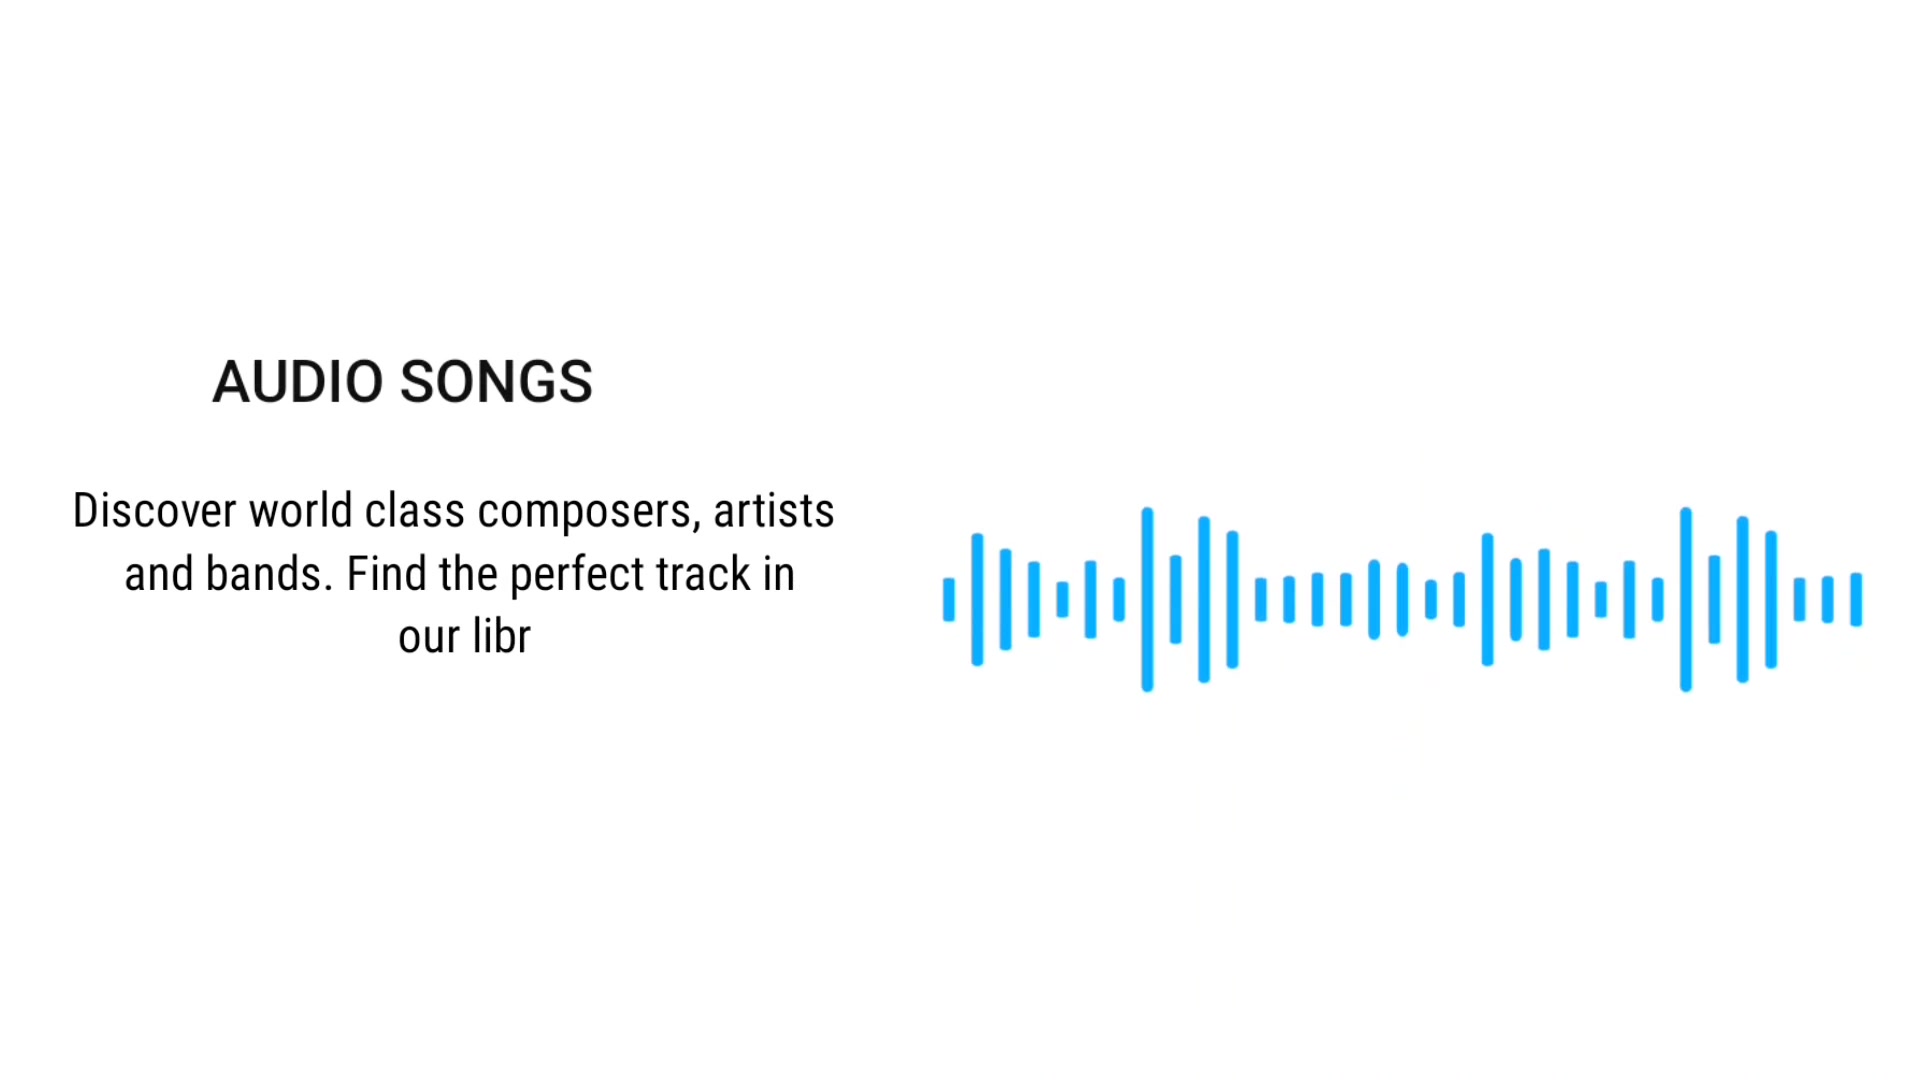 AUDIO SONGS
Discover world class composers, artists
and bands. Find the perfect track in
our libr